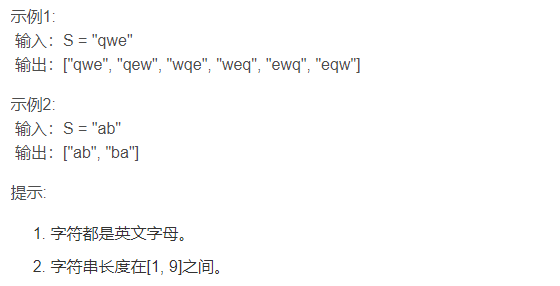 示例1:
输入：S = "qwe"
输出：["qwe", "qew", "wqe", "weq", "ewq", "eqw"]
示例2:
输入：S = "ab"
输出：["ab", "ba"]
提示:
1. 字符都是英文字母。
2. 字符串长度在[1, 9]之间。